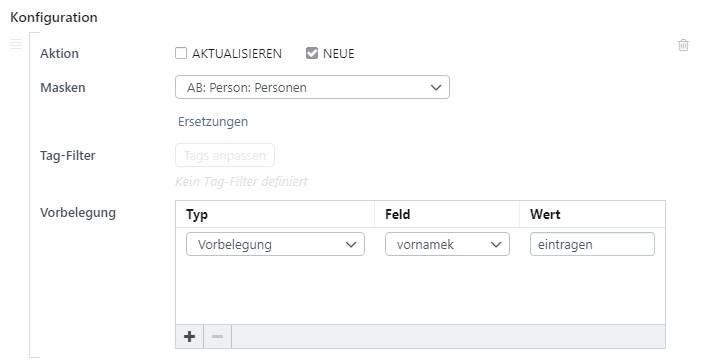 Konfiguration
Aktion AKTUALISIEREN NEUE
Masken AB: Person: Personen
Ersetzungen
Tag-Filter Tags anpassen
Kein Tag-Filter definiert
Vorbelegung Typ Feld Wert
Vorbelegung vornamek eintragen